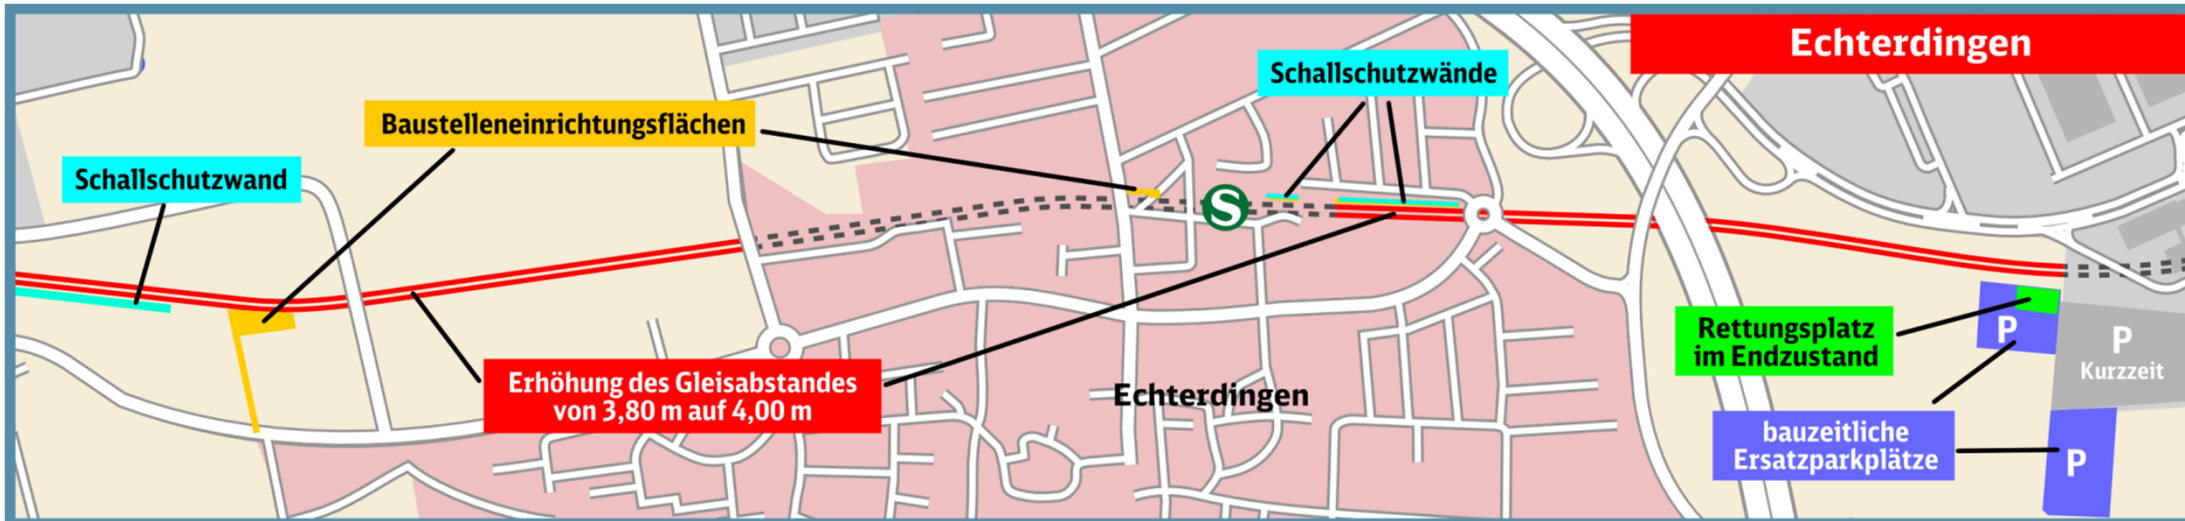 Echterdingen
Schallschutzwände
Baustelleneinrichtungsflächen
Schallschutzwand
S
Rettungsplatz
im Endzustand
P
P
Kurzzeit
Erhöhung des Gleisabstandes
von 3,80 m auf 4,00 m
Echterdingen
bauzeitliche
Ersatzparkplätze
P